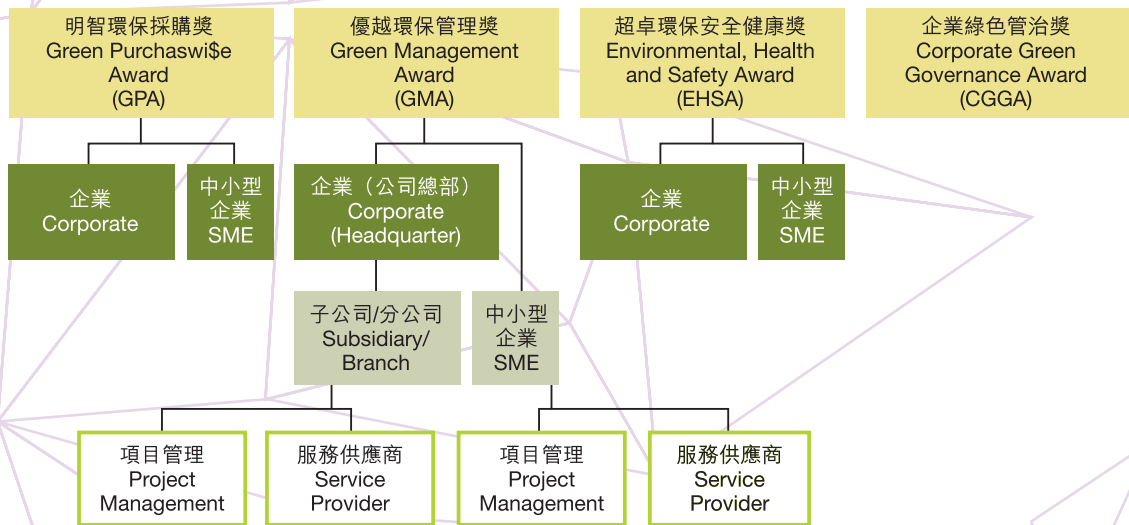 明智環保採購獎
Green Purchaswi$e
Award
(GPA)
優越環保管理獎
Green Management
Award
(GMA)
超卓環保安全健康獎
Environmental, Health
and Safety Award
(EHSA)
企業綠色管治獎
Corporate Green
Governance Award
(CGGA)
企業
Corporate
中小型
企業
SME
企業（公司總部）
Corporate
(Headquarter)
企業
Corporate
中小型
企業
SME
子公司/分公司
Subsidiary/
Branch
中小型
企業
SME
項目管理
Project
Management
服務供應商
Service
Provider
項目管理
Project
Management
服務供應商
Service
Provider